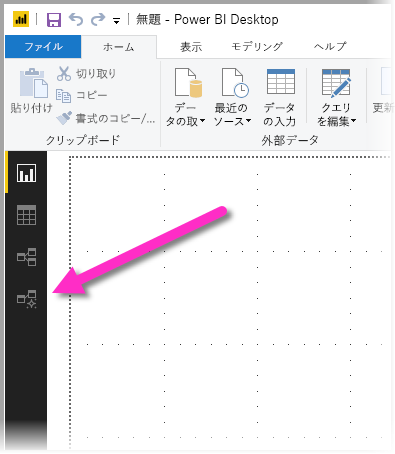 無題 - Power BI Desktop
ファイル ホーム 表示 モデリング ヘルプ
貼り付け
切り取り
コピー
書式のコピー/...
クリップボード
デー
タの取
最近の
ソース
データ
の入力
クエリ
を編集
外部データ
更新